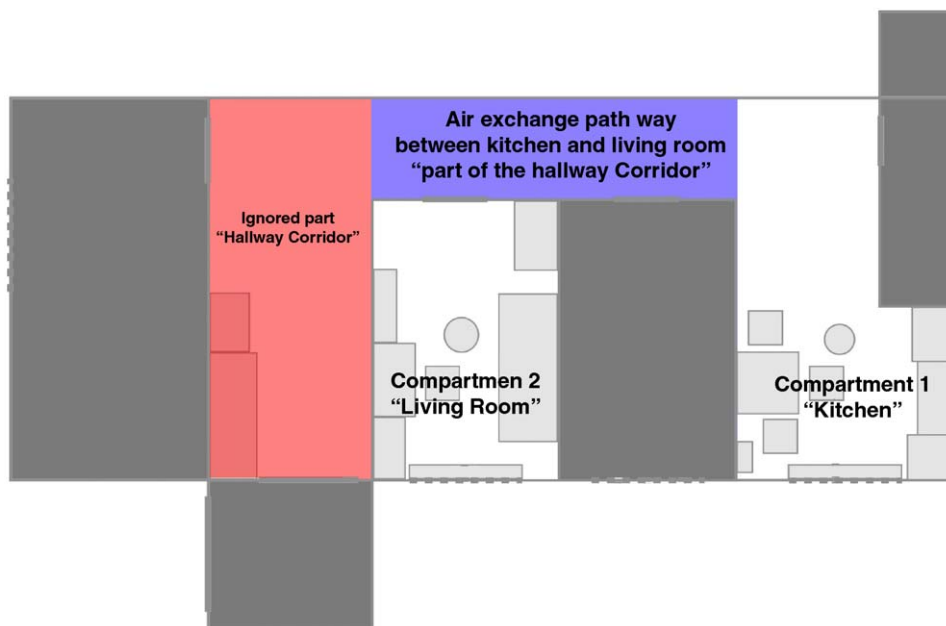 Air exchange path way
between kitchen and living room
“part of the hallway Corridor”
Ignored part
“Hallway Corridor”
Compartmen 2
“Living Room”
Compartment 1
“Kitchen”